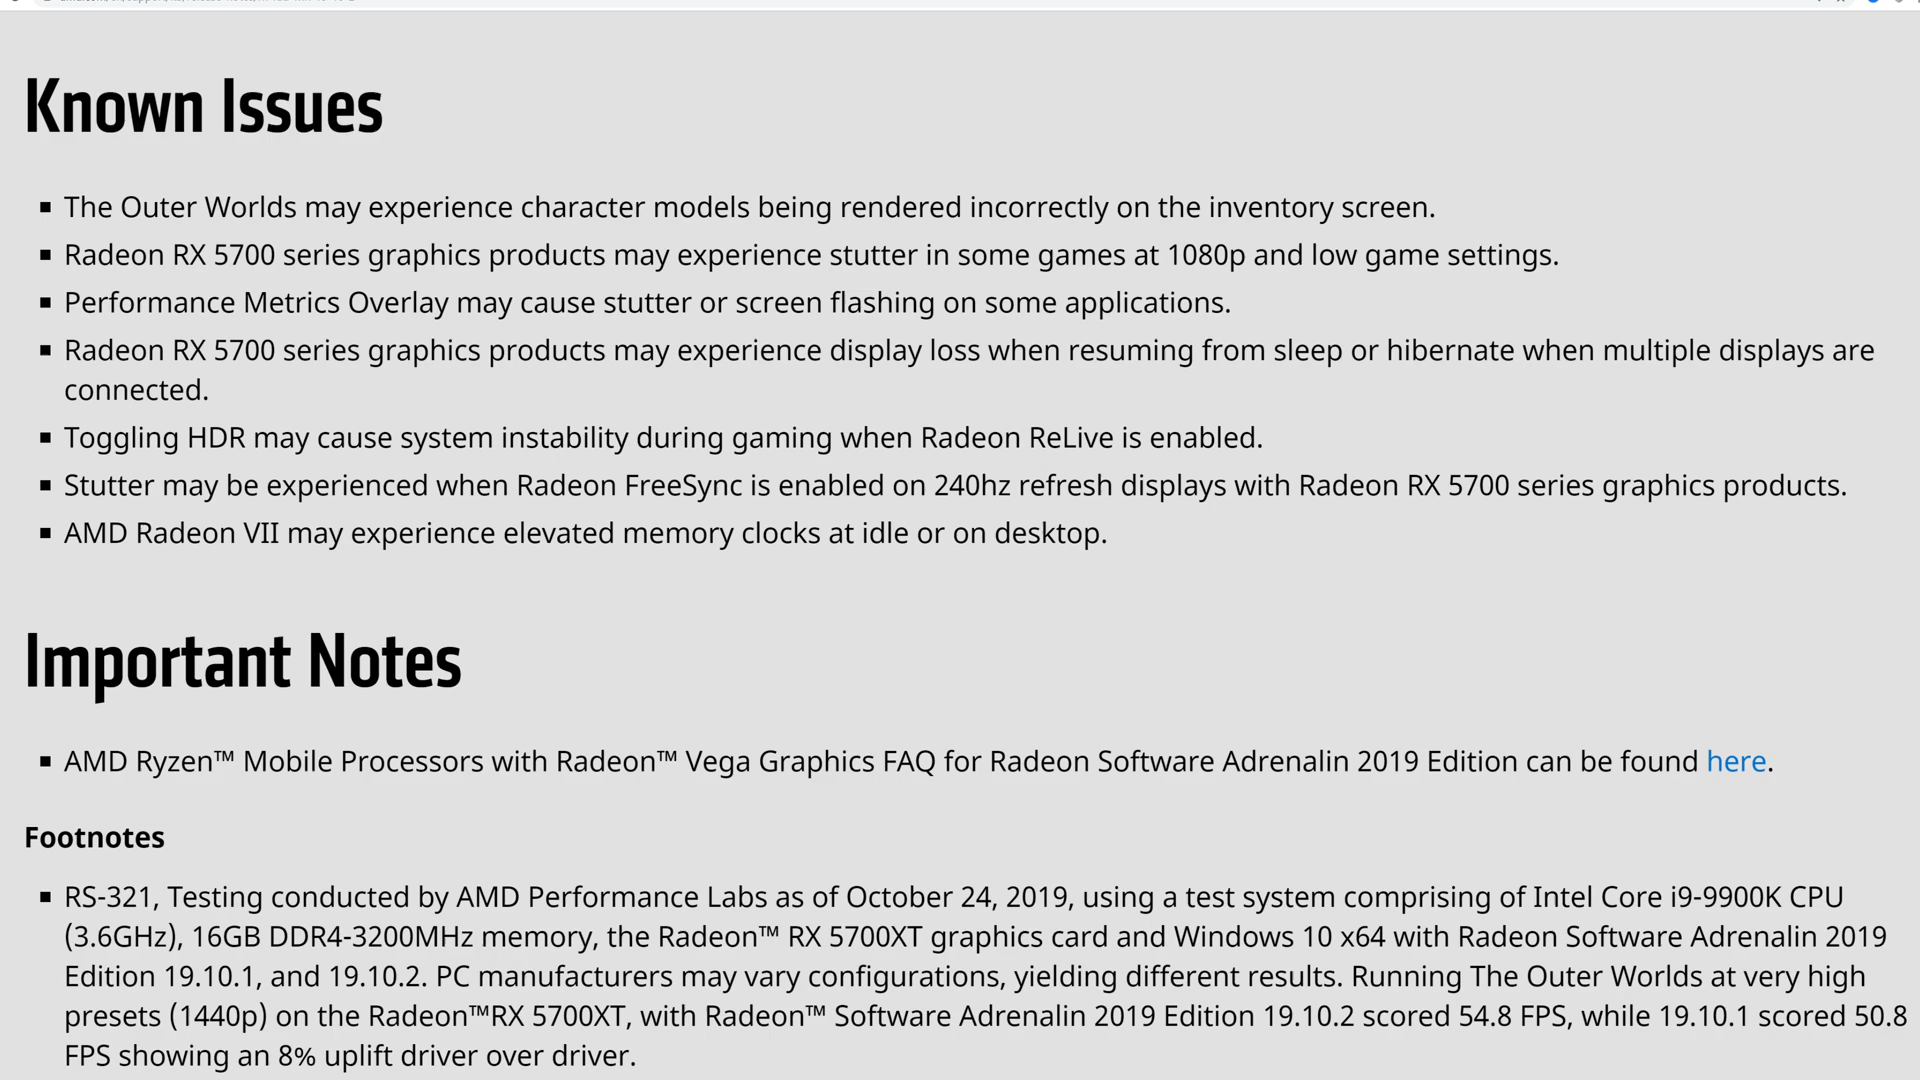 Known Issues
The Outer Worlds may experience character models being rendered incorrectly on the inventory screen.
Radeon RX 5700 series graphics products may experience stutter in some games at 1080p and low game settings.
Performance Metrics Overlay may cause stutter or screen flashing on some applications.
Radeon RX 5700 series graphics products may experience display loss when resuming from sleep or hibernate when multiple displays are
connected.
Toggling HDR may cause system instability during gaming when Radeon ReLive is enabled.
Stutter may be experienced when Radeon FreeSync is enabled on 240hz refresh displays with Radeon RX 5700 series graphics products.
AMD Radeon VII may experience elevated memory clocks at idle or on desktop.
Important Notes
AMD Ryzen™ Mobile Processors with Radeon™ Vega Graphics FAQ for Radeon Software Adrenalin 2019 Edition can be found here.
Footnotes
RS-321, Testing conducted by AMD Performance Labs as of October 24, 2019, using a test system comprising of Intel Core i9-9900K CPU
(3.6GHz), 16GB DDR4-3200MHz memory, the Radeon™ RX 5700XT graphics card and Windows 10 x64 with Radeon Software Adrenalin 2019
Edition 19.10.1, and 19.10.2. PC manufacturers may vary configurations, yielding different results. Running The Outer Worlds at very high
presets (1440p) on the Radeon™RX 5700XT, with Radeon™ Software Adrenalin 2019 Edition 19.10.2 scored 54.8 FPS, while 19.10.1 scored 50.8
FPS showing an 8% uplift driver over driver.